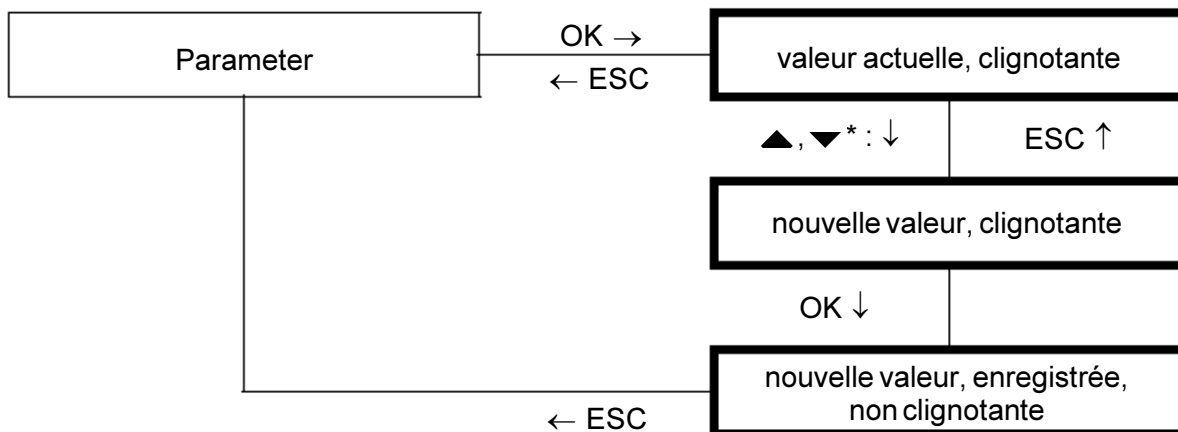 OK →
Parameter
valeur actuelle, clignotante
← ESC
▲, ▼* : ↓
ESC ↑
nouvelle valeur, clignotante
OK ↓
nouvelle valeur, enregistrée,
non clignotante
← ESC